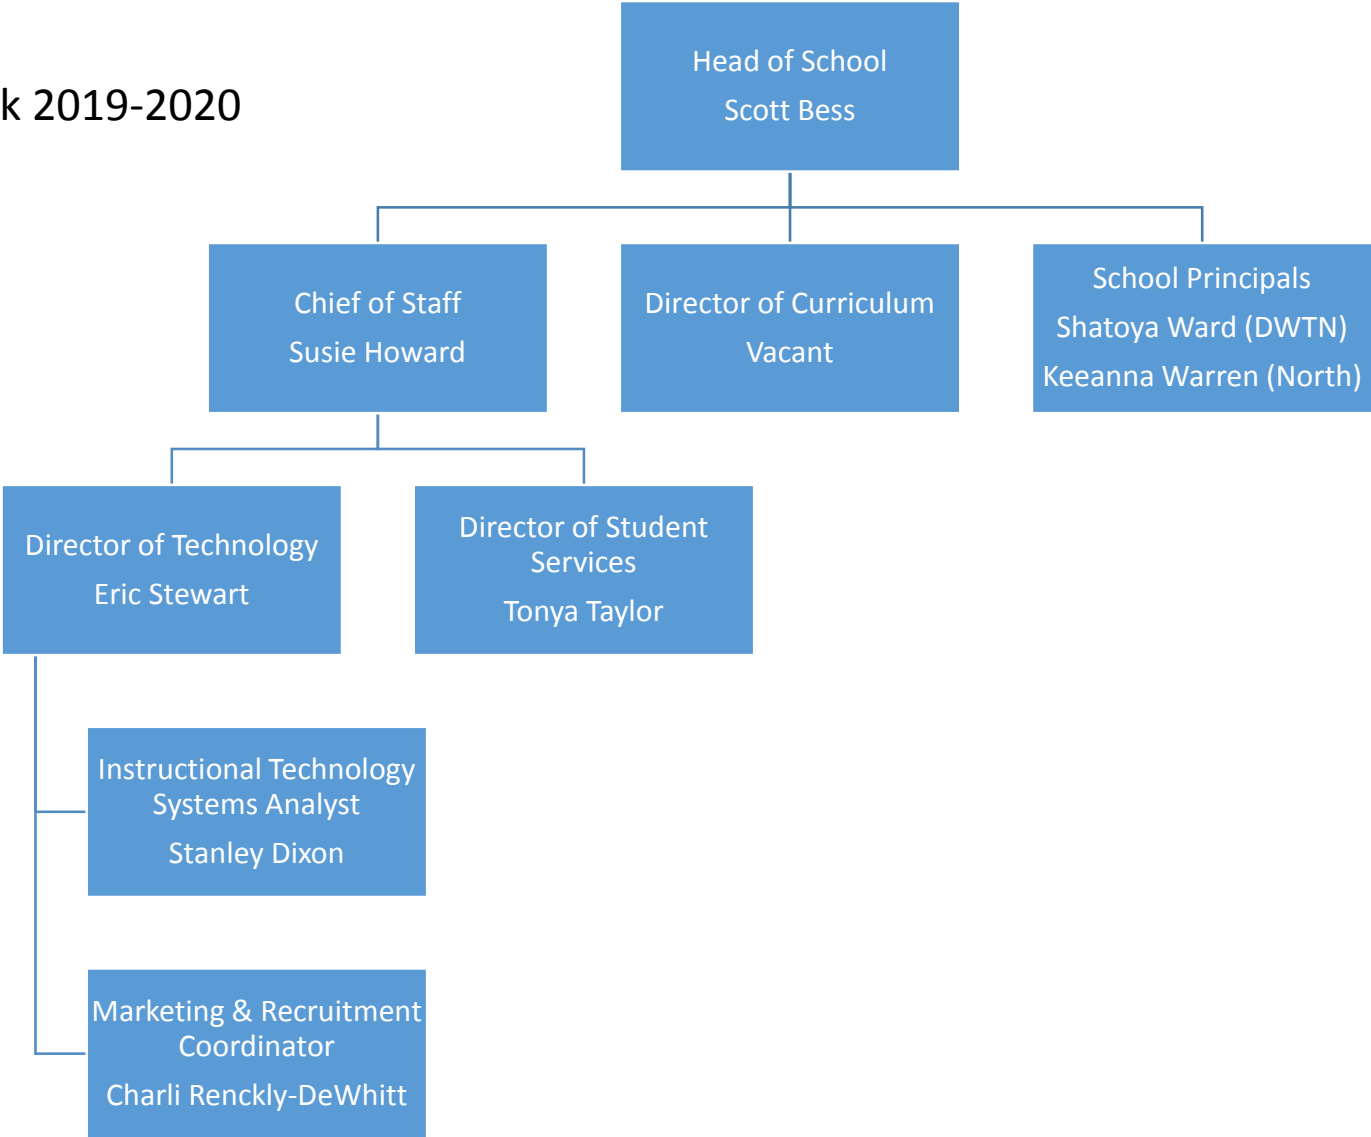 k 2019-2020
Head of School
Scott Bess
Chief of Staff
Susie Howard
Director of Curriculum
Vacant
School Principals
Shatoya Ward (DWTN)
Keeanna Warren (North)
Director of Technology
Eric Stewart
Director of Student
Services
Tonya Taylor
Instructional Technology
Systems Analyst
Stanley Dixon
Marketing & Recruitment
Coordinator
Charli Renckly-DeWhitt